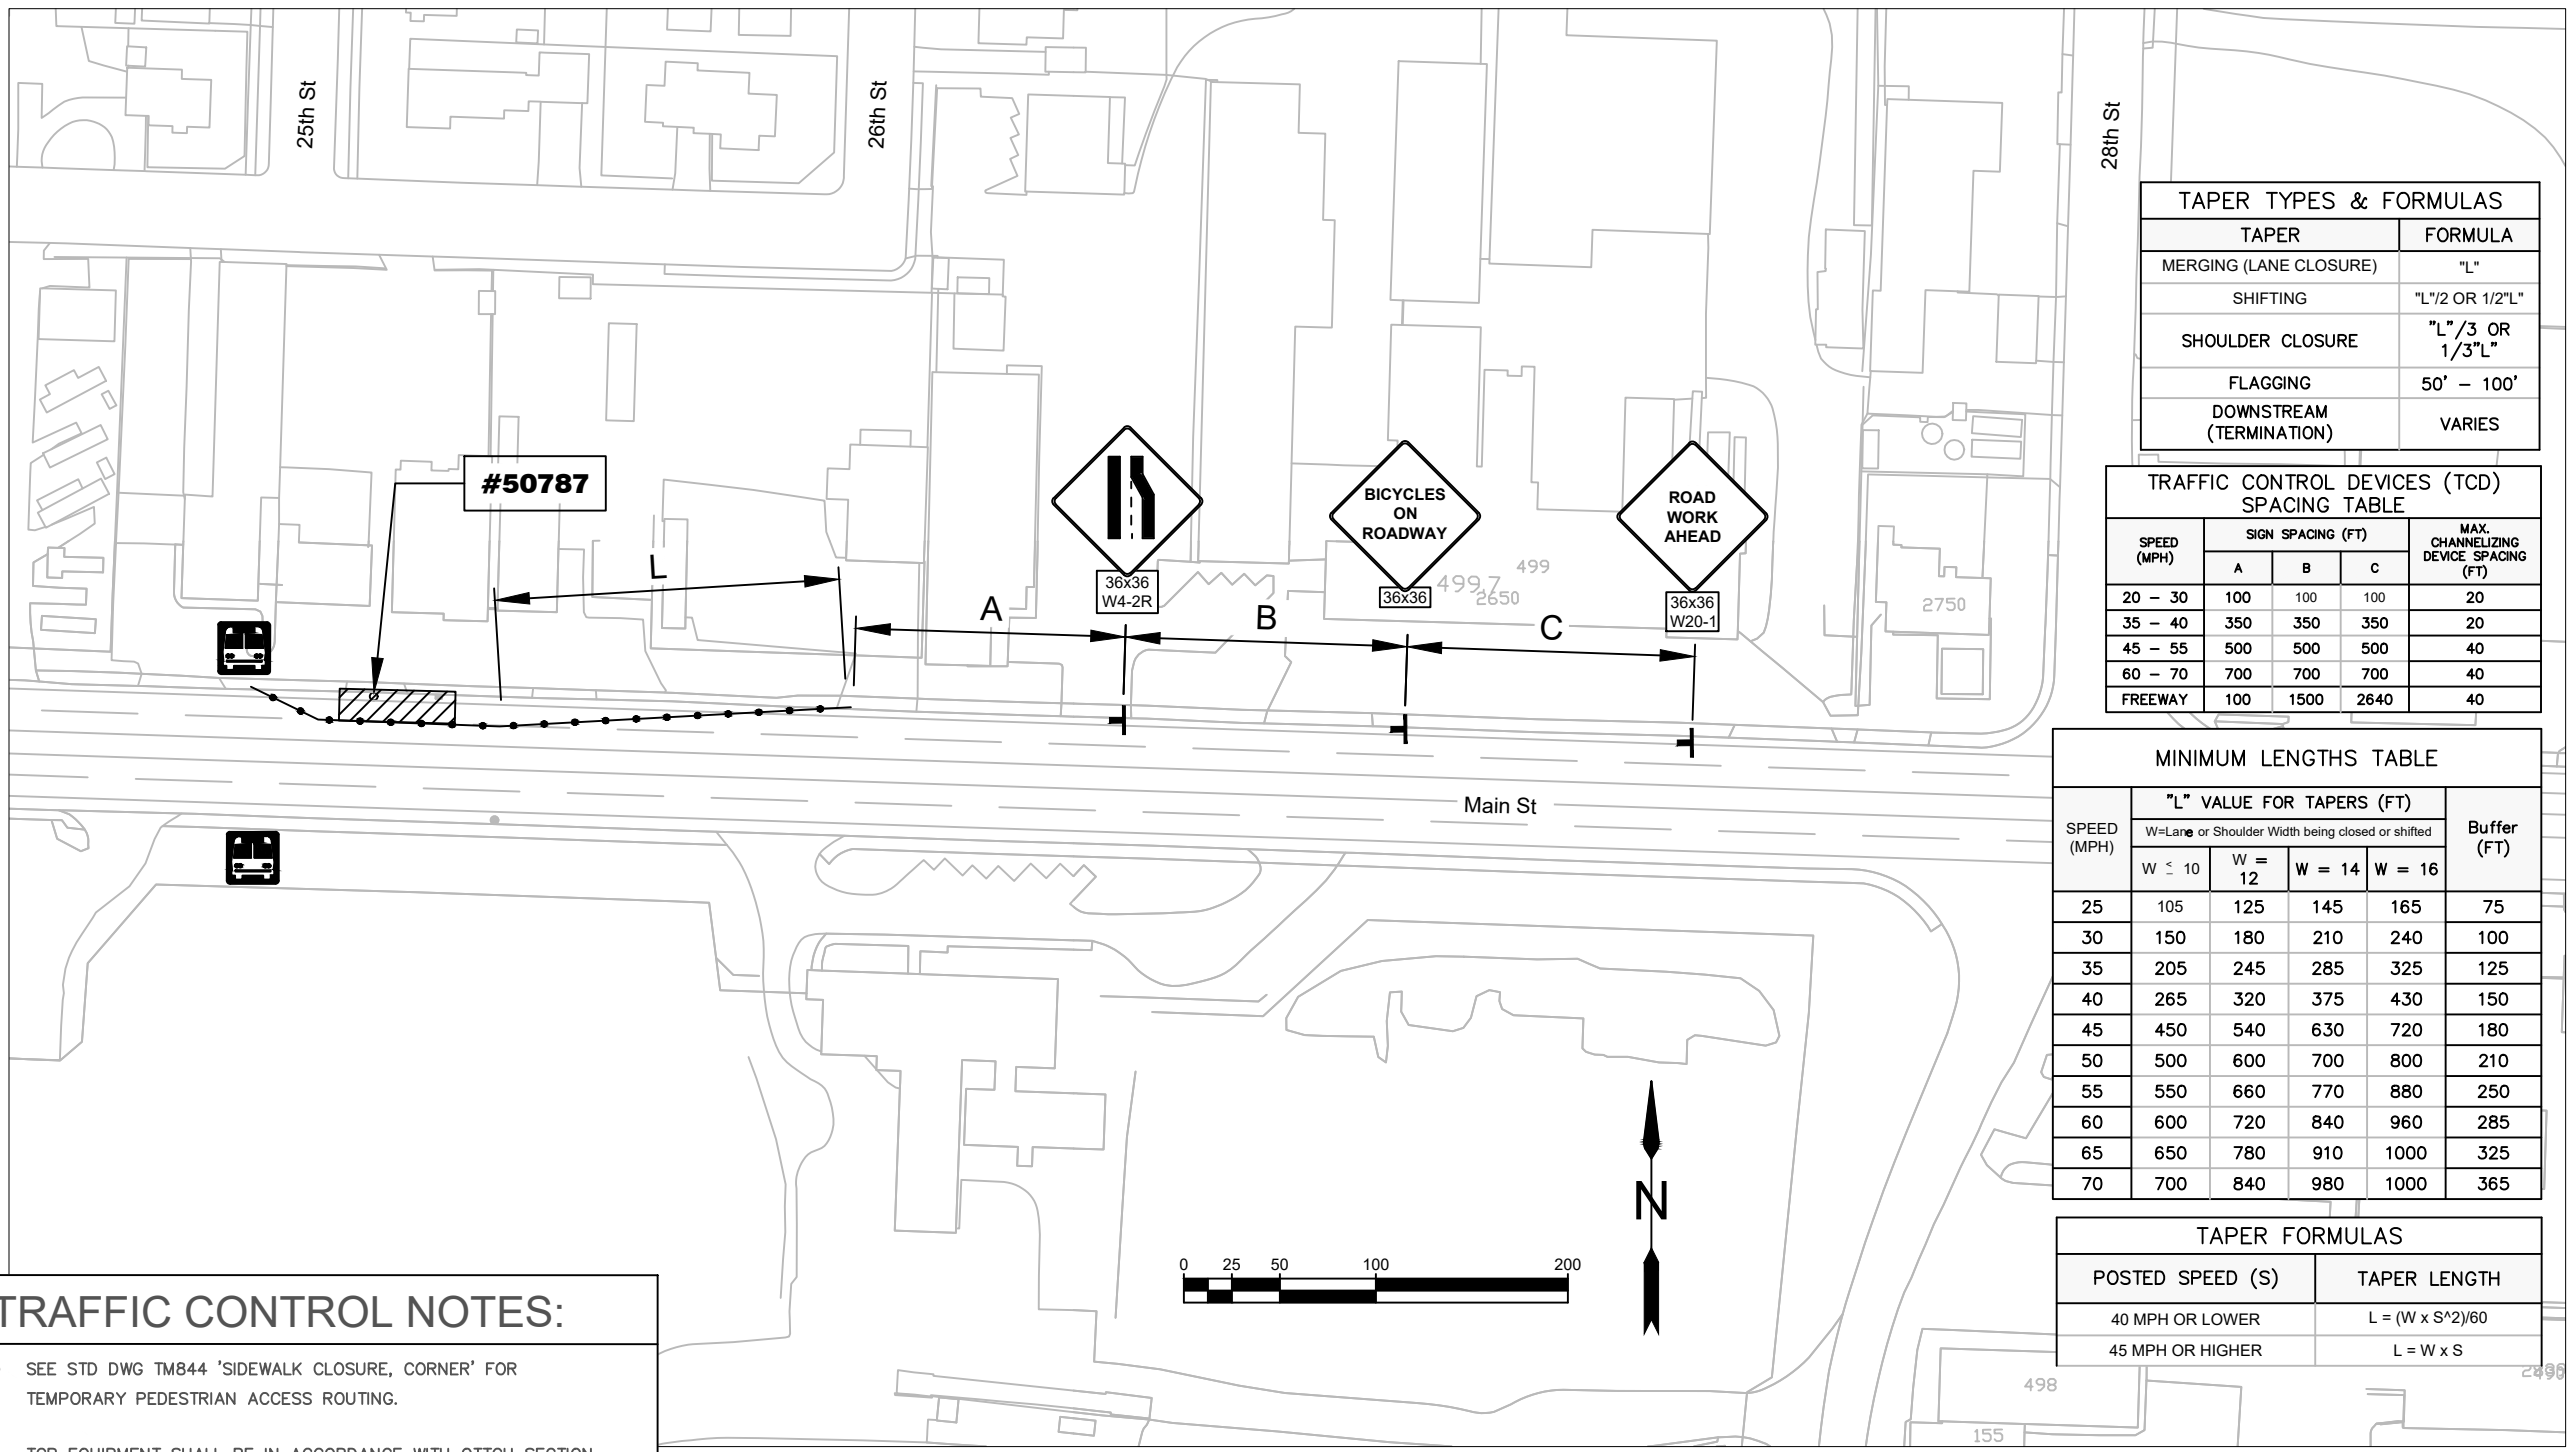 25th St
26th St
28th St
TAPER TYPES & FORMULAS
TAPER FORMULA
MERGING (LANE CLOSURE) "L"
SHIFTING "L"/2 OR 1/2"L"
SHOULDER CLOSURE "L"/3 OR
1/3"L"
FLAGGING 50' - 100'
DOWNSTREAM
(TERMINATION) VARIES
TRAFFIC CONTROL DEVICES (TCD)
SPACING TABLE
SPEED
(MPH)
SIGN SPACING (FT)
A B C
MAX.
CHANNELIZING
DEVICE SPACING
(FT)
20 - 30 100 100 100 20
35 - 40 350 350 350 20
45 - 55 500 500 500 40
60 - 70 700 700 700 40
FREEWAY 100 1500 2640 40
#50787
BICYCLES
ON
ROADWAY
ROAD
WORK
AHEAD
36x36
W4-2R
36x36
36x36
W20-1
L
A
B
C
499.7
499
2650
2750
Main St
MINIMUM LENGTHS TABLE
SPEED
(MPH)
"L" VALUE FOR TAPERS (FT)
W=Lane or Shoulder Width being closed or shifted
W ≤ 10
W =
12
W = 14
W = 16
Buffer
(FT)
25 105 125 145 165 75
30 150 180 210 240 100
35 205 245 285 325 125
40 265 320 375 430 150
45 450 540 630 720 180
50 500 600 700 800 210
55 550 660 770 880 250
60 600 720 840 960 285
65 650 780 910 1000 325
70 700 840 980 1000 365
N
0 25 50 100 200
TAPER FORMULAS
POSTED SPEED (S) TAPER LENGTH
40 MPH OR LOWER L = (W x S^2)/60
45 MPH OR HIGHER L = W x S
498
155
TRAFFIC CONTROL NOTES:
SEE STD DWG TM844 'SIDEWALK CLOSURE, CORNER' FOR
TEMPORARY PEDESTRIAN ACCESS ROUTING.
EQUIPMENT SHALL BE IN ACCORDANCE WITH SECTION